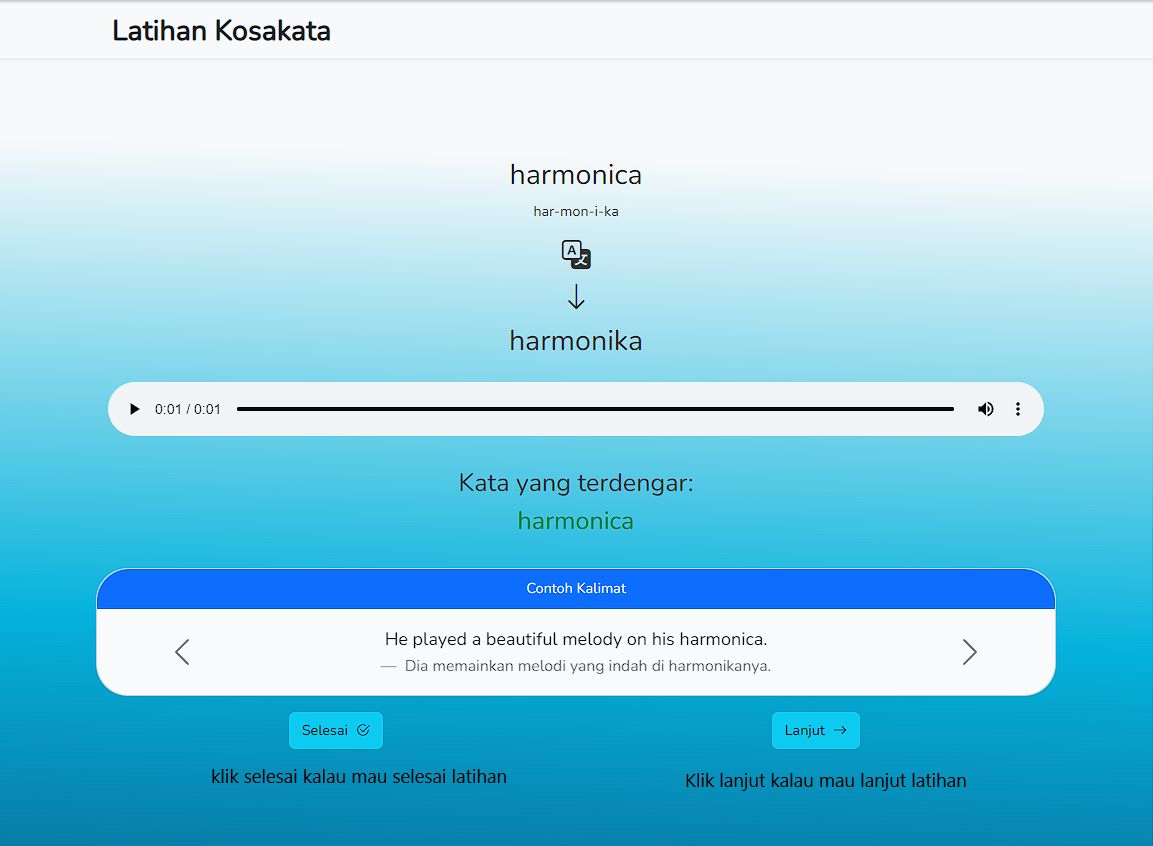 Latihan Kosakata
harmonica
har-mon-i-ka
A
harmonika
0:01 / 0:01
Kata yang terdengar:
harmonica
Contoh Kalimat
He played a beautiful melody on his harmonica.
— Dia memainkan melodi yang indah di harmonikanya.
Selesai
Lanjut
klik selesai kalau mau selesai latihan
Klik lanjut kalau mau lanjut latihan